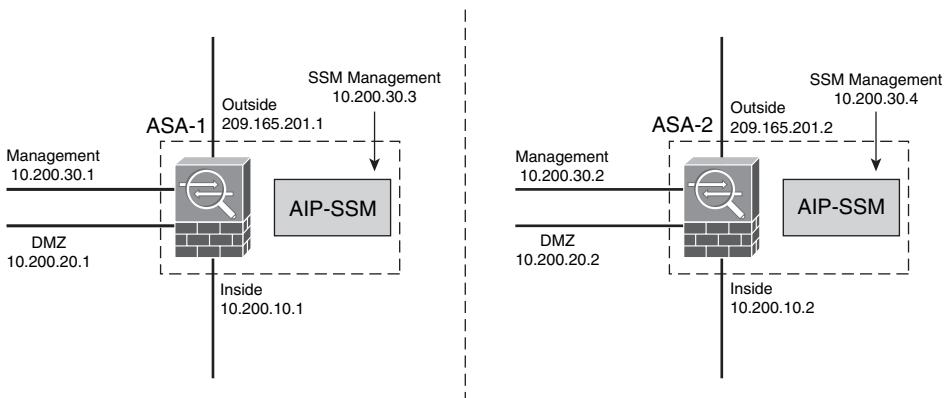 SSM Management
10.200.30.3
Outside
209.165.201.1
ASA-1
Management
10.200.30.1
AIP-SSM
DMZ
10.200.20.1
Inside
10.200.10.1
SSM Management
10.200.30.4
Outside
209.165.201.2
ASA-2
Management
10.200.30.2
AIP-SSM
DMZ
10.200.20.2
Inside
10.200.10.2